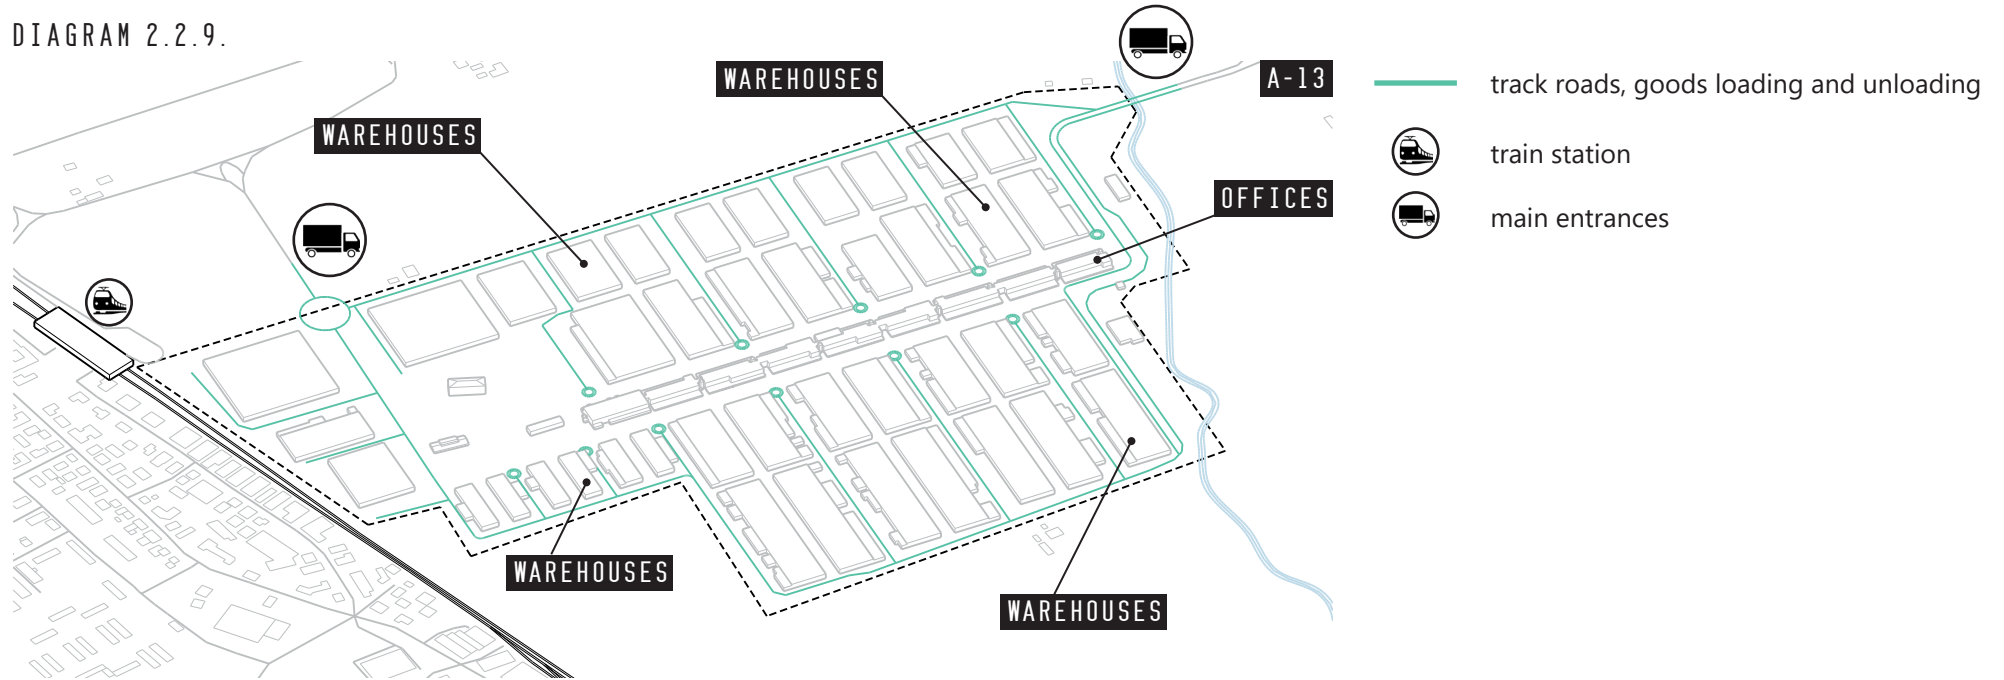 DIAGRAM 2.2.9.
WAREHOUSES
A-13
track roads, goods loading and unloading
WAREHOUSES
train station
OFFICES
main entrances
WAREHOUSES
WAREHOUSES